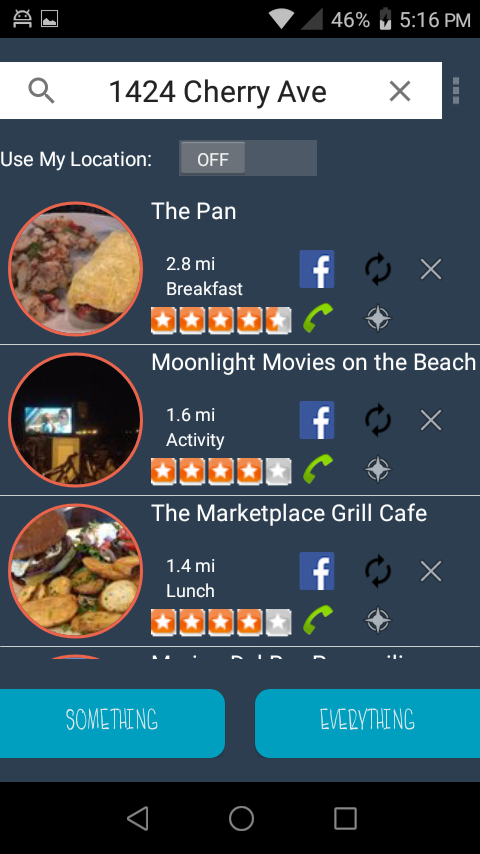 46% 5:16 PM
1424 Cherry Ave
Use My Location: OFF
The Pan
2.8 mi
Breakfast
Moonlight Movies on the Beach
1.6 mi
Activity
The Marketplace Grill Cafe
1.4 mi
Lunch
SOMETHING
EVERYTHING